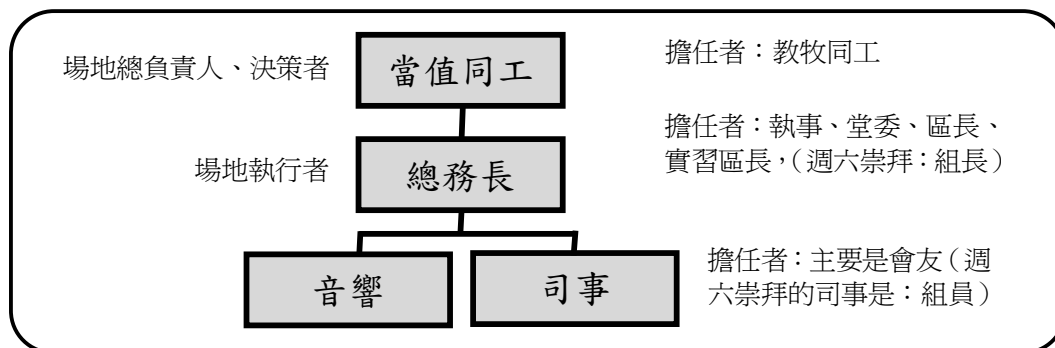 場地總負責人、決策者
當值同工
擔任者：教牧同工
場地執行者
總務長
擔任者：執事、堂委、區長、
實習區長，（週六崇拜：組長）
音響
司事
擔任者：主要是會友（週
六崇拜的司事是：組員）